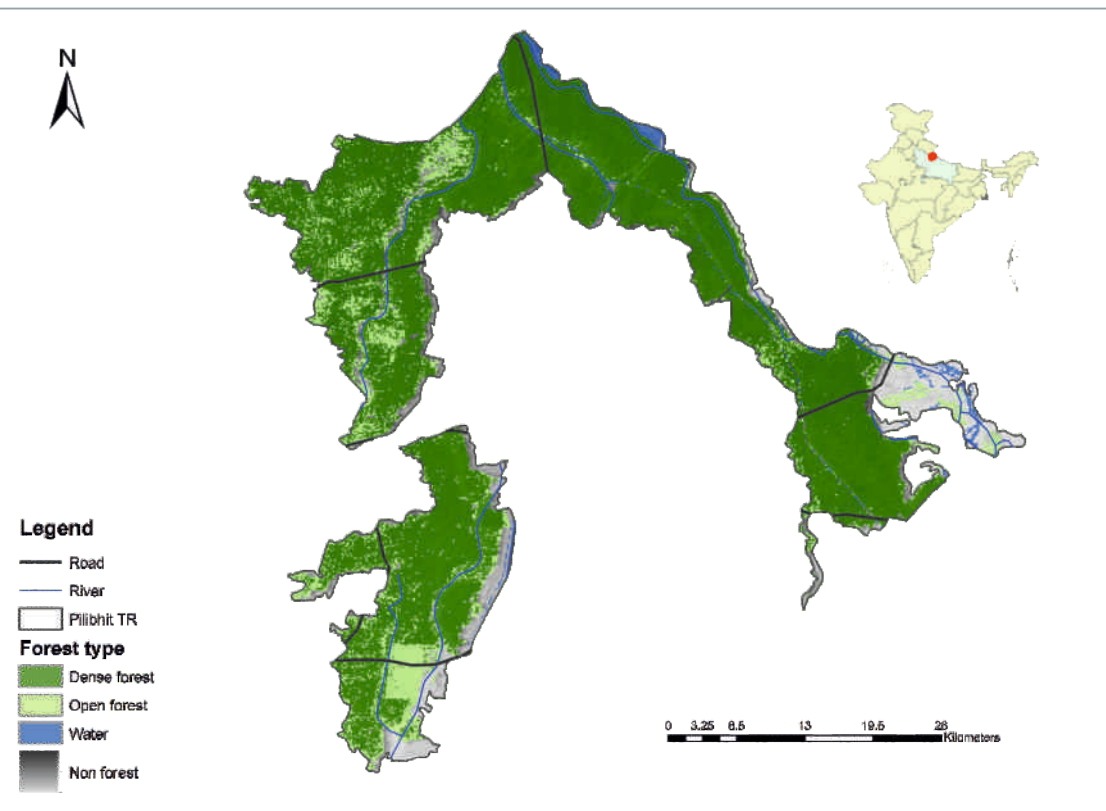 N
Legend
Road
River
Pilibhit TR
Forest type
Dense forest
Open forest
Water
Non forest
0 3.25 6.5 13 19.5 26
Kilometers